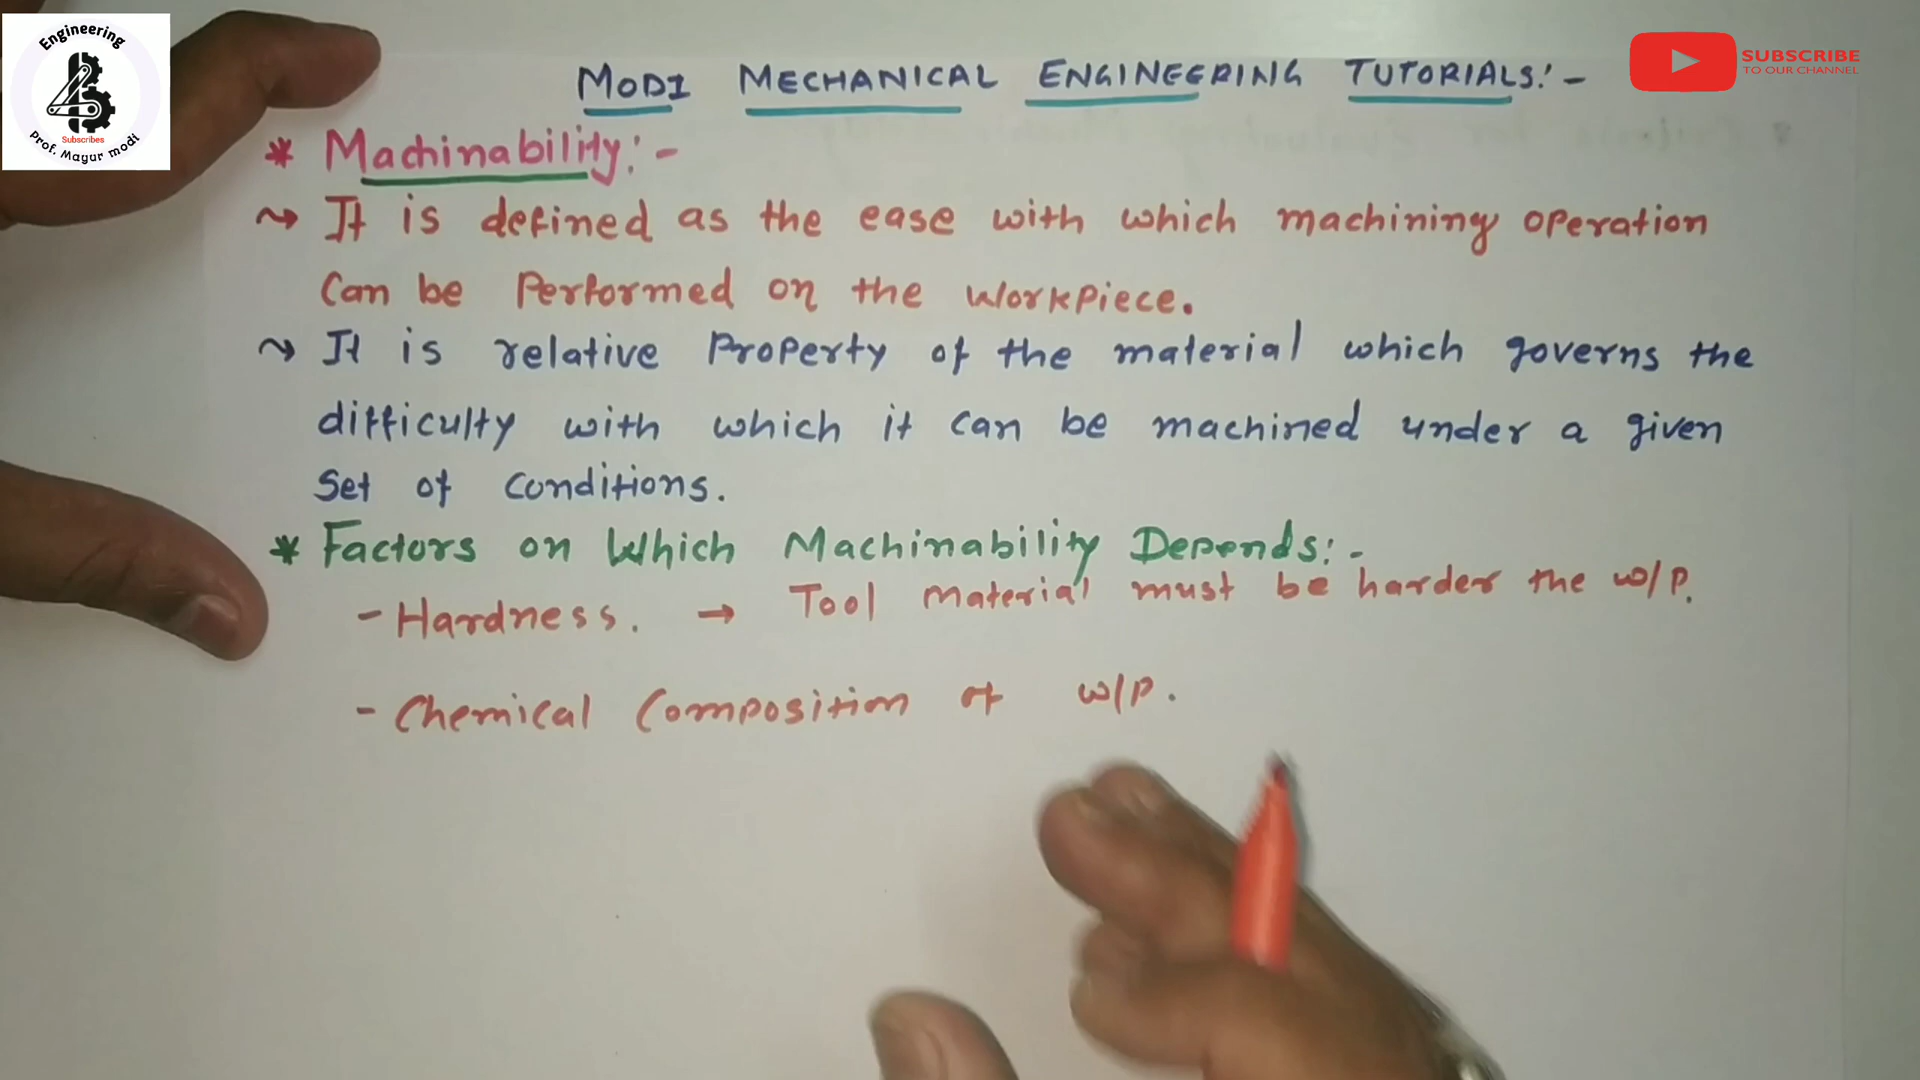 Engineering
Subscribes
Prof. Mayur modi
SUBSCRIBE
TO OUR CHANNEL
MODI MECHANICAL ENGINEERING TUTORIALS:-
* Machinability:-
~> It is defined as the ease with which machining operation
Can be Performed on the workpiece.
~> It is relative Property of the material which governs the
difficulty with which it can be machined under a given
Set of Conditions.
* Factors on Which Machinability Depends:-
- Hardness. → Tool Material must be harder the w/p.
- Chemical Composition of w/p.